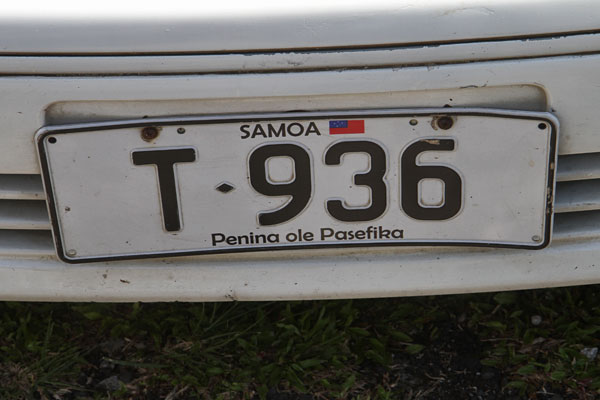 SAMOA
T◆936
Penina ole Pasefika